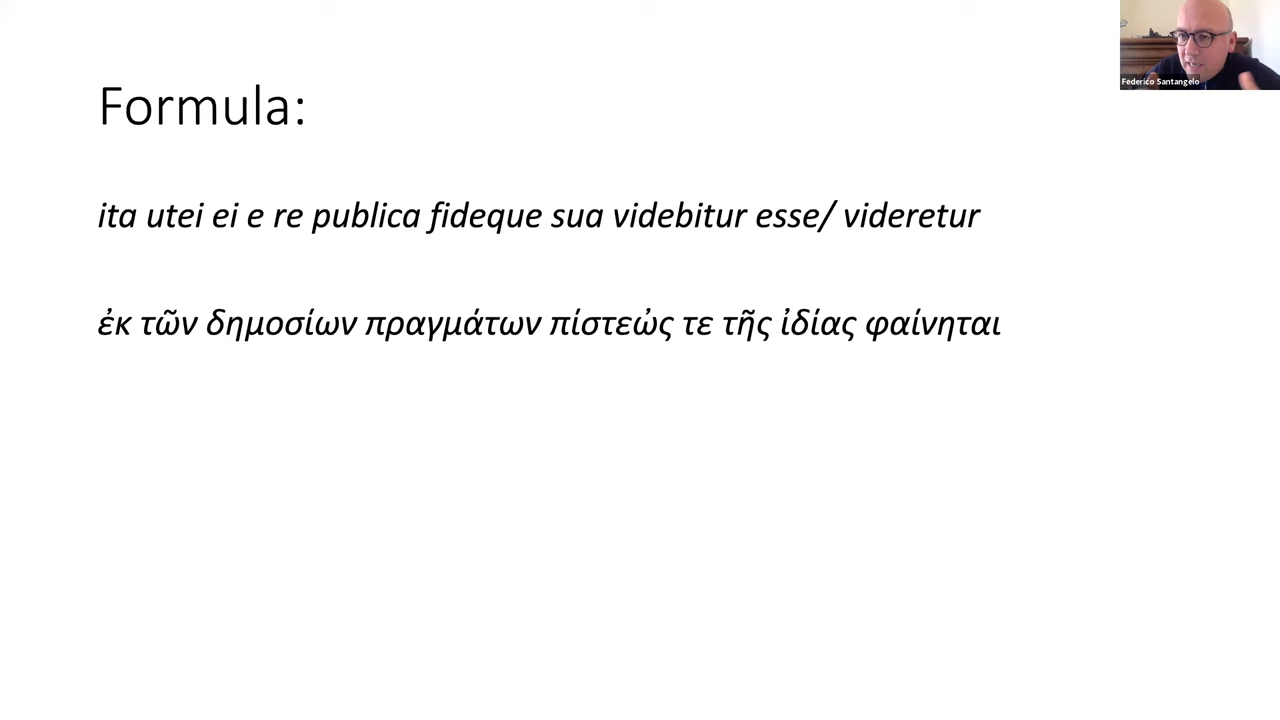 Formula:
ita utei ei e re publica fideque sua videbitur esse/ videretur
ἐκ τῶν δημοσίων πραγμάτων πίστεὠς τε τῆς ἰδίας φαίνηται
Federico Santangelo